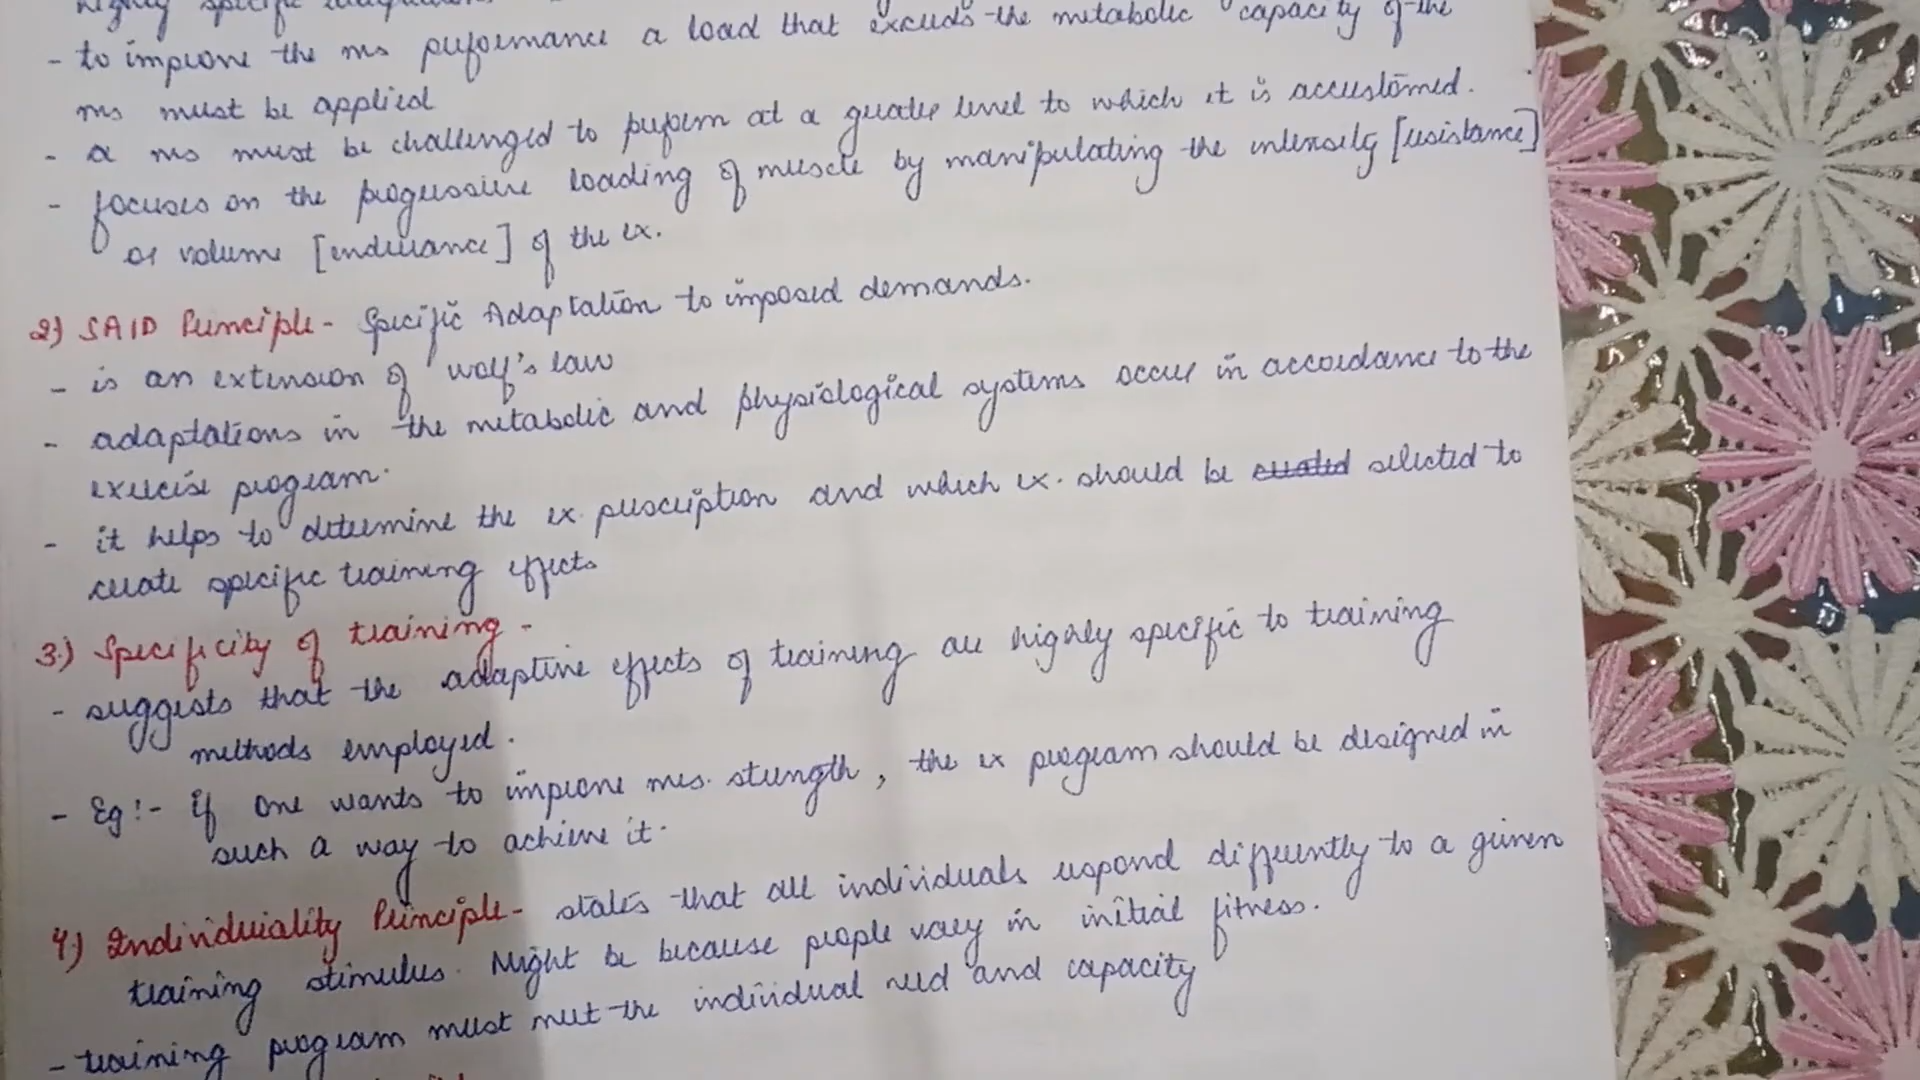 highly specific
- to improve the ms performance a load that exceeds the metabolic capacity of the
ms must be applied
- a ms must be challenged to perform at a greater level to which it is accustomed.
- focuses on the progressive loading of muscle by manipulating the intensity [resistance]
or volume [endurance] of the ex.
2) SAID Principle - Specific Adaptation to imposed demands.
- is an extension of wolf's law
- adaptations in the metabolic and physiological systems occur in accordance to the
exercise program.
- it helps to determine the ex. prescription and which ex. should be created selected to
create specific training effects
3.) Specificity of training -
- suggests that the adaptive effects of training are highly specific to training
methods employed.
- Eg:- if one wants to improve mus. strength, the ex program should be designed in
such a way to achieve it.
4.) Individuiality Principle - states that all individuals respond differently to a given
training stimulus. Might be because people vary in initial fitness.
- training program must meet the individual need and capacity